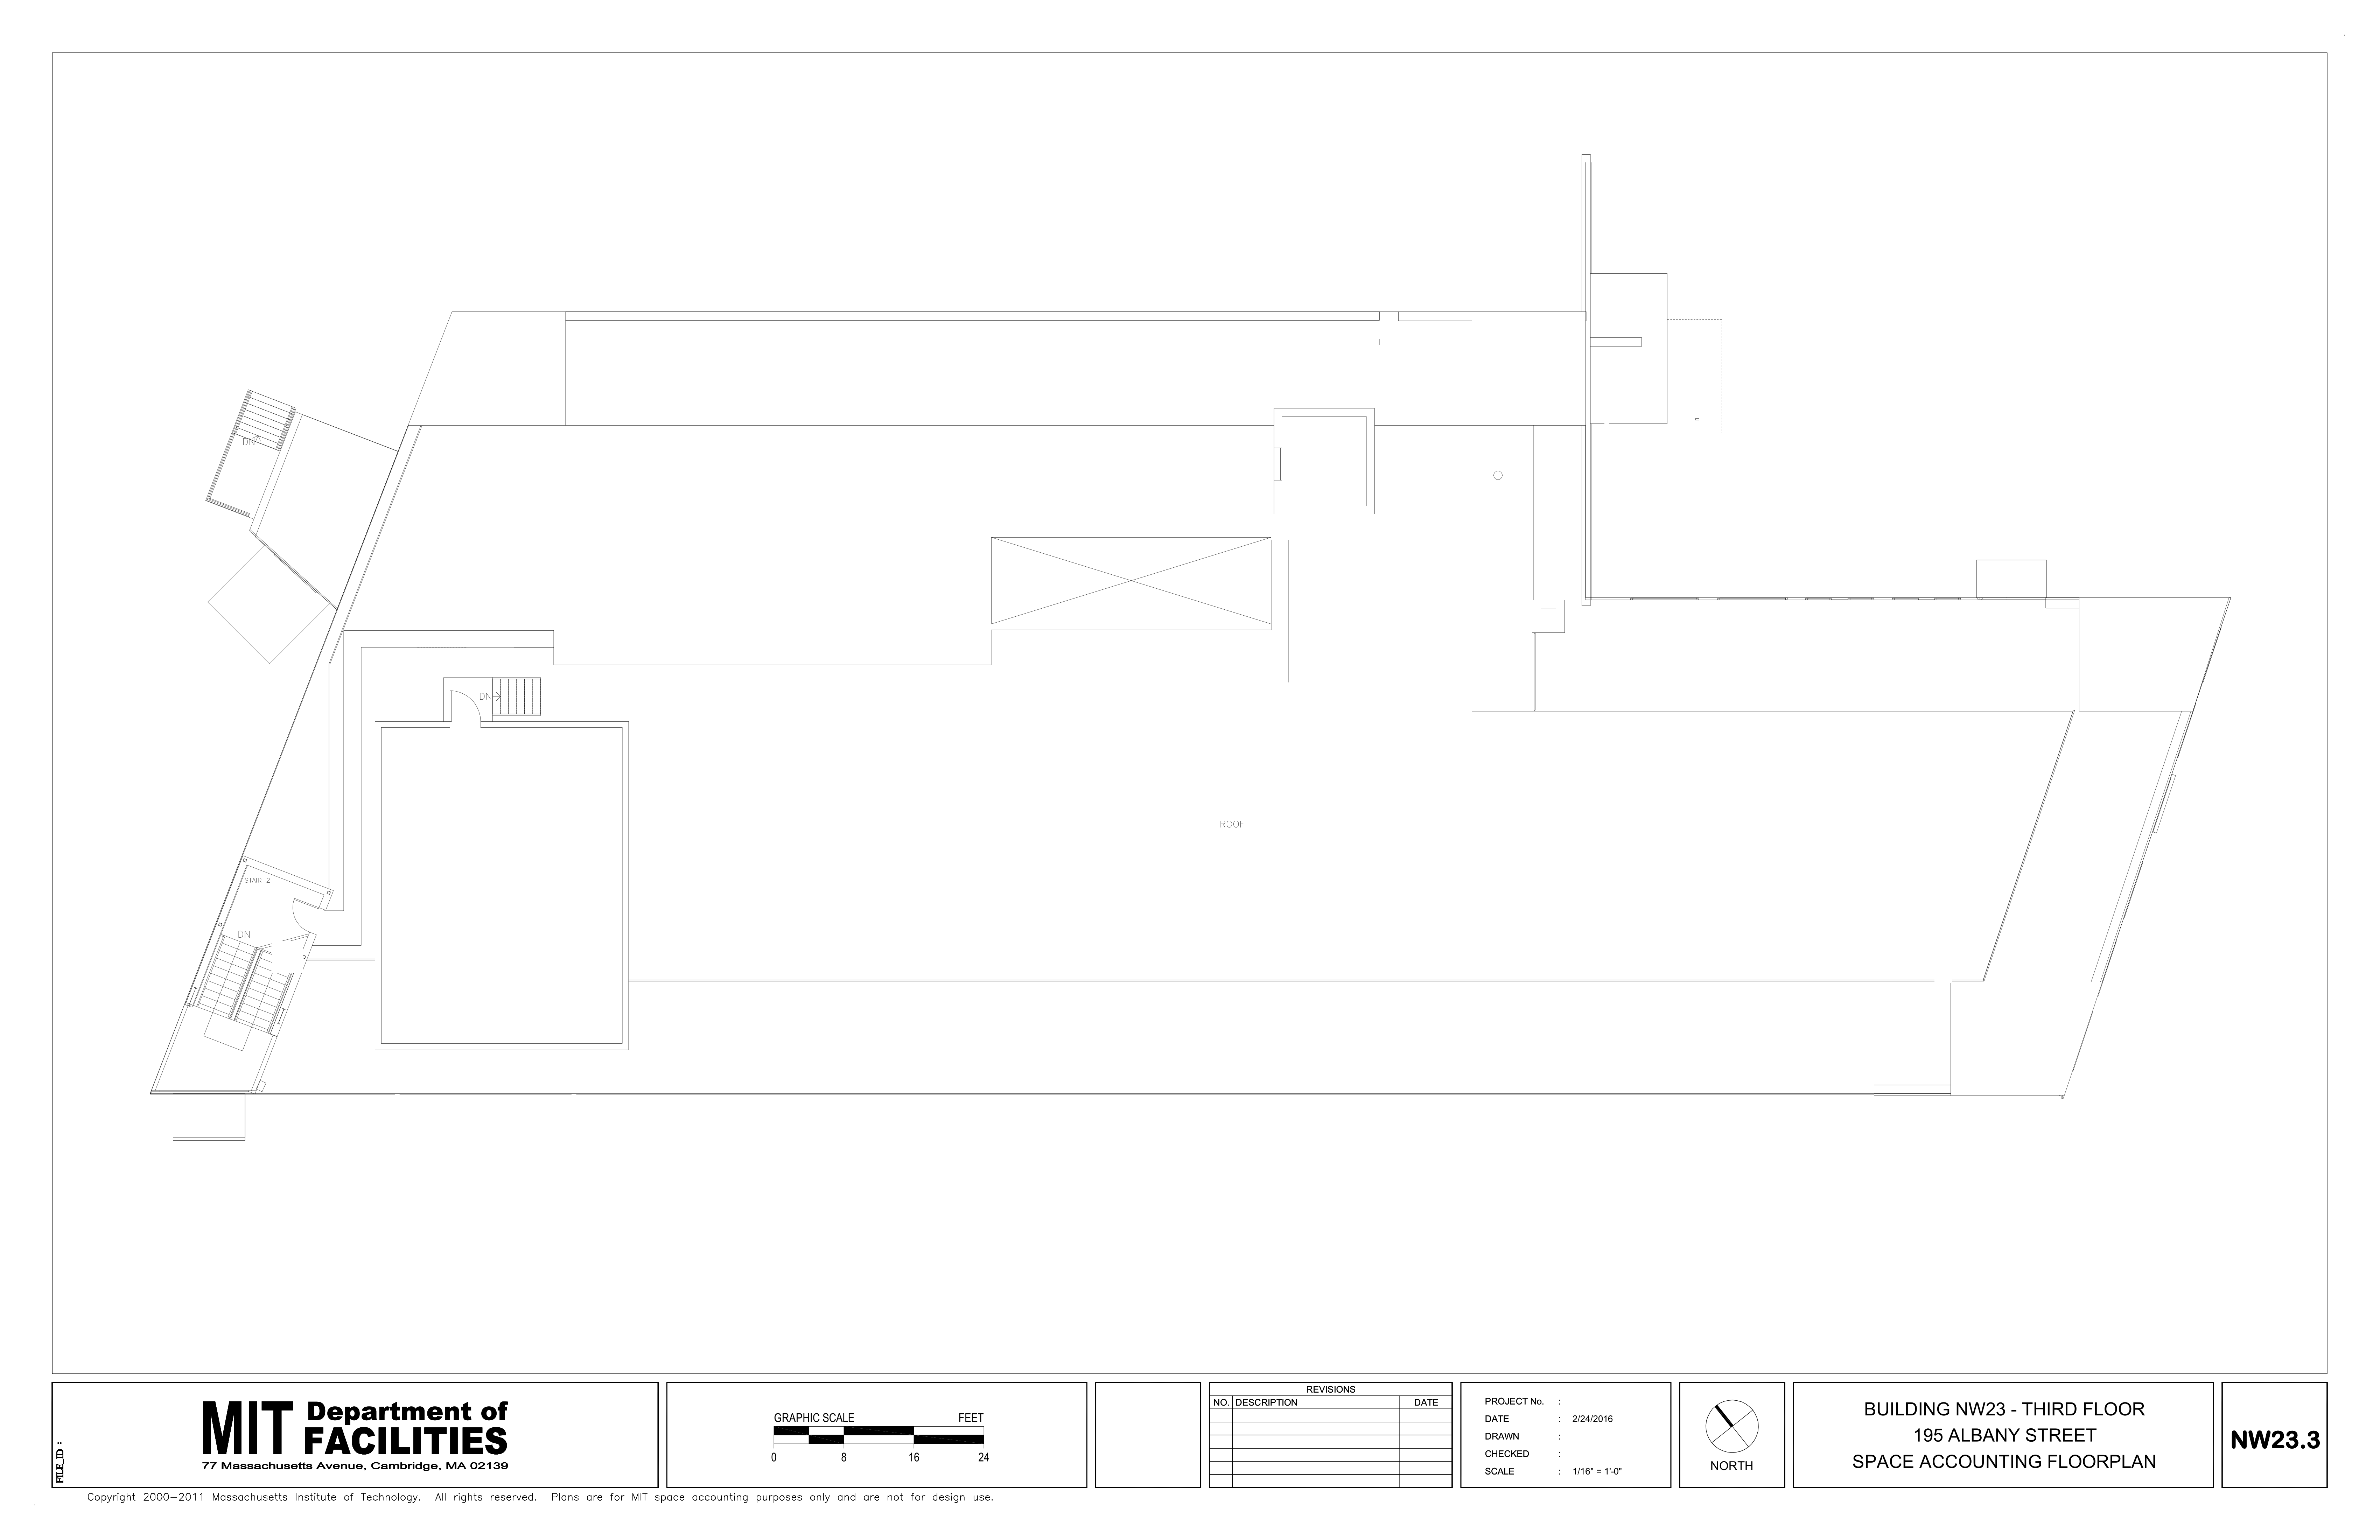 DN
DN
ROOF
STAIR 2
DN
FILE_ID :
MIT Department of
FACILITIES
77 Massachusetts Avenue, Cambridge, MA 02139
GRAPHIC SCALE FEET
0 8 16 24
REVISIONS
NO. DESCRIPTION DATE
PROJECT No. :
DATE : 2/24/2016
DRAWN :
CHECKED :
SCALE : 1/16" = 1'-0"
NORTH
BUILDING NW23 - THIRD FLOOR
195 ALBANY STREET
SPACE ACCOUNTING FLOORPLAN
NW23.3
Copyright 2000-2011 Massachusetts Institute of Technology. All rights reserved. Plans are for MIT space accounting purposes only and are not for design use.